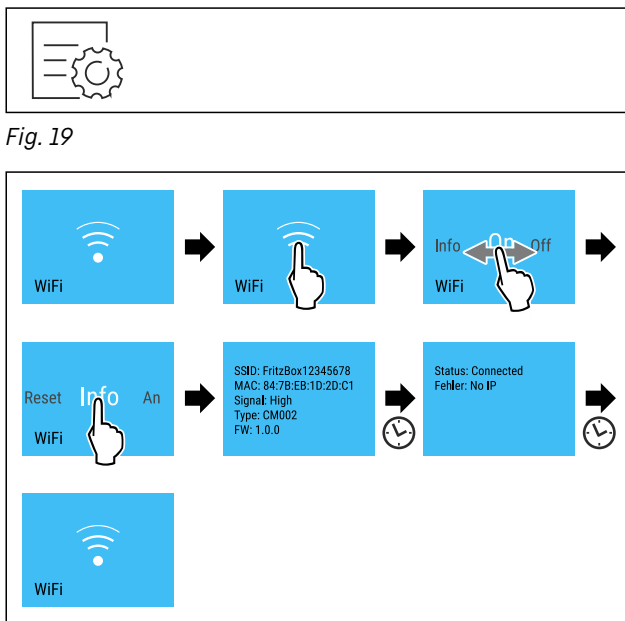 Fig. 19
WiFi
WiFi
Info On Off
WiFi
Reset Info An
WiFi
SSID: FritzBox12345678
MAC: 84:7B:EB:1D:2D:C1
Signal: High
Type: CM002
FW: 1.0.0
Status: Connected
Fehler: No IP
WiFi